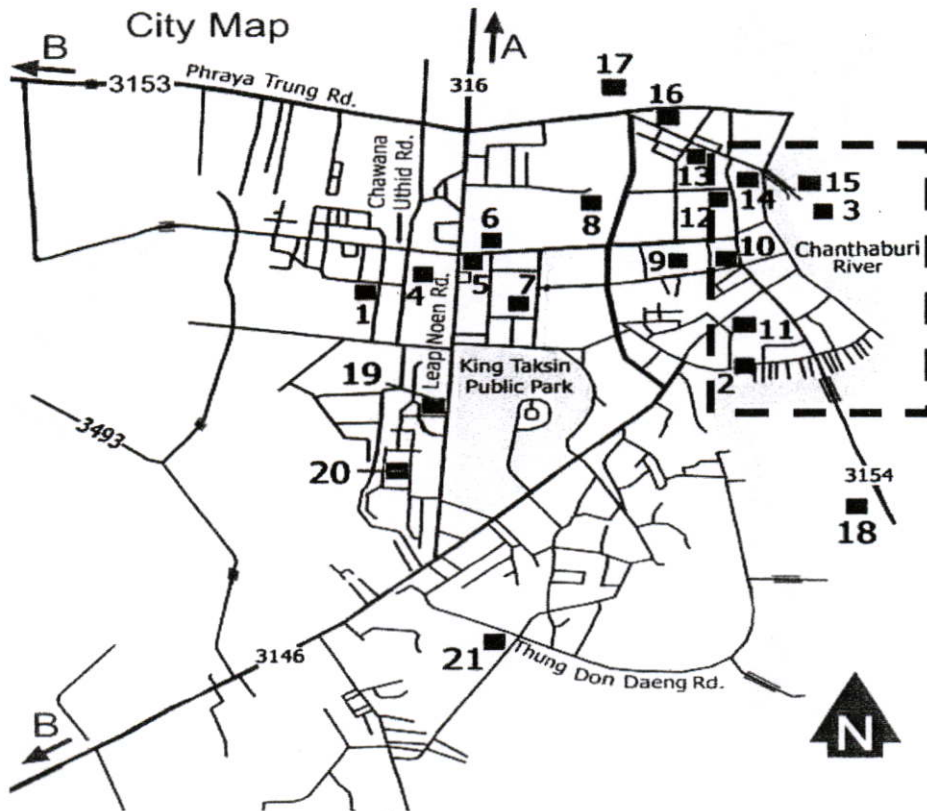 City Map
B
A
3153
Phraya Trung Rd.
316
17
16
Chawana
Uthid Rd.
13
14
15
3
12
8
6
Chanthaburi
River
10
9
5
4
7
1
Leap Noen Rd.
11
King Taksin
Public Park
2
19
3493
20
3154
18
21
3146
Thung Don Daeng Rd.
B
N